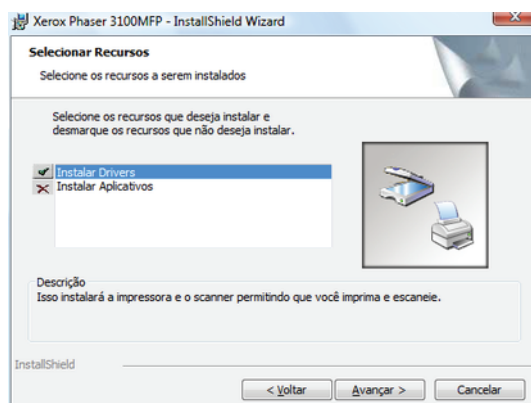 Xerox Phaser 3100MFP - InstallShield Wizard
Selecionar Recursos
Selecione os recursos a serem instalados
Selecione os recursos que deseja instalar e
desmarque os recursos que não deseja instalar.
Instalar Drivers
Instalar Aplicativos
Descrição
Isso instalará a impressora e o scanner permitindo que você imprima e escaneie.
InstallShield
< Voltar
Avançar >
Cancelar